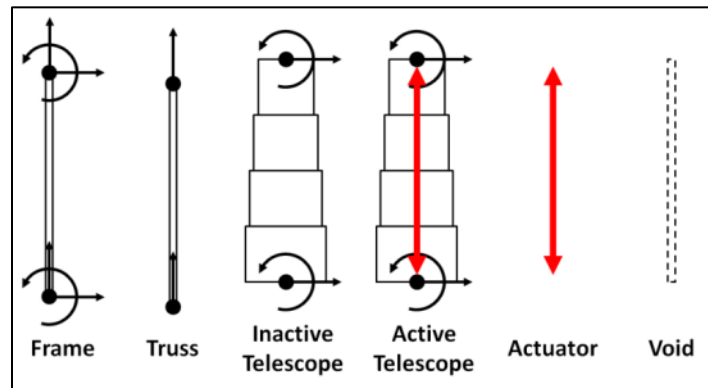 Frame
Truss
Inactive
Telescope
Active
Telescope
Actuator
Void